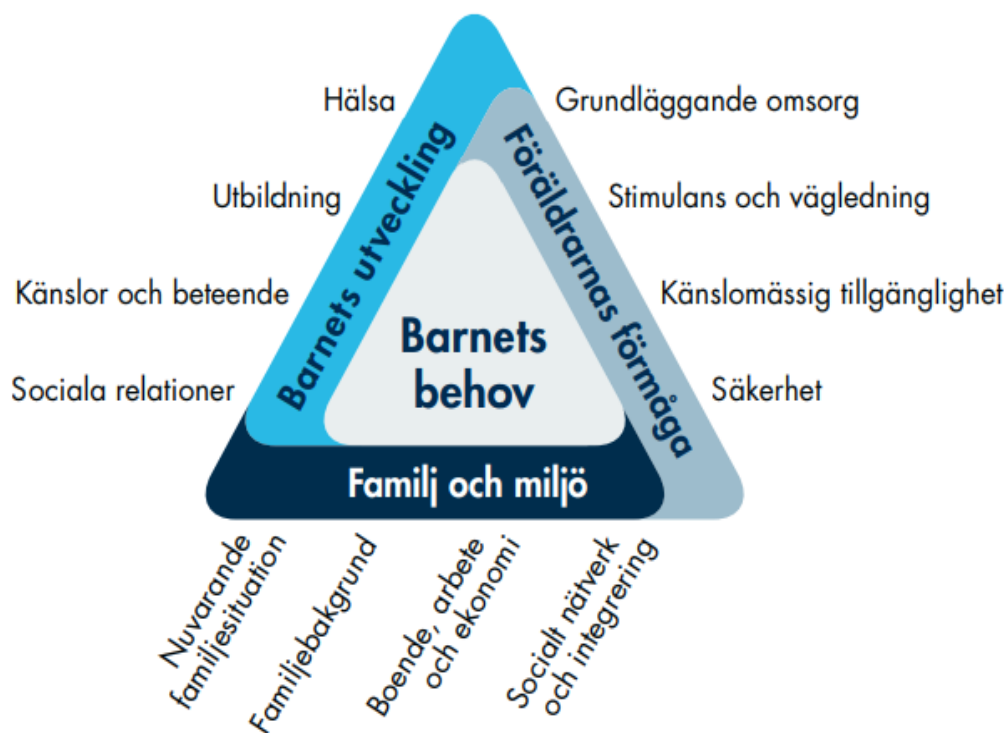 Hälsa
Utbildning
Känslor och beteende
Sociala relationer
Barnets utveckling
Grundläggande omsorg
Stimulans och vägledning
Känslomässig tillgänglighet
Säkerhet
Föräldrarnas förmåga
Barnets
behov
Familj och miljö
Nuvarande
familjesituation
Familjebakgrund
Boende, arbete
och ekonomi
Socialt nätverk
och integrering